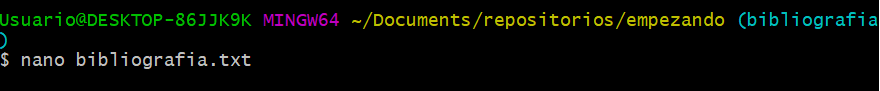 Usuario@DESKTOP-86JJK9K MINGW64 ~/Documents/repositorios/empezando (bibliografia
)
$ nano bibliografia.txt